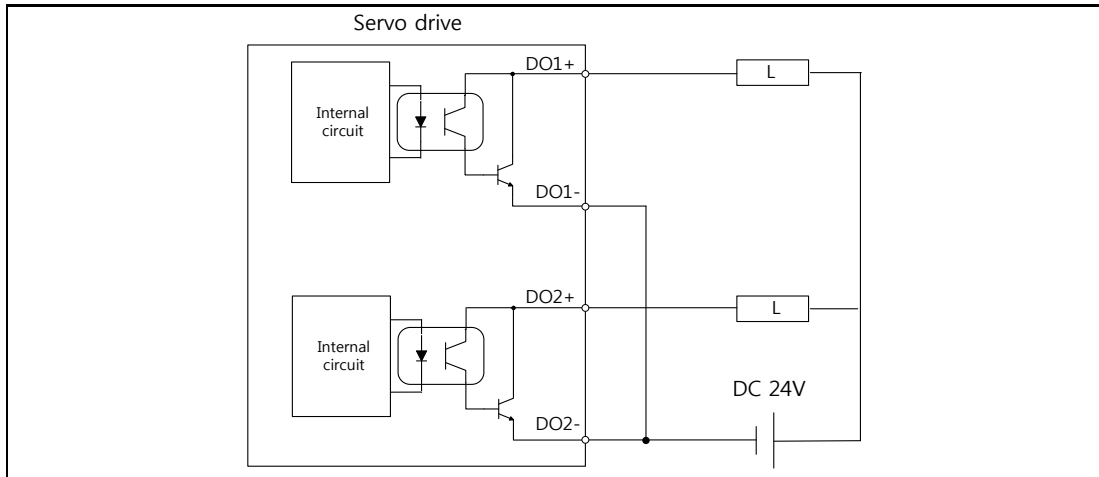 Servo drive
DO1+
L
Internal
circuit
DO1-
DO2+
L
Internal
circuit
DC 24V
DO2-